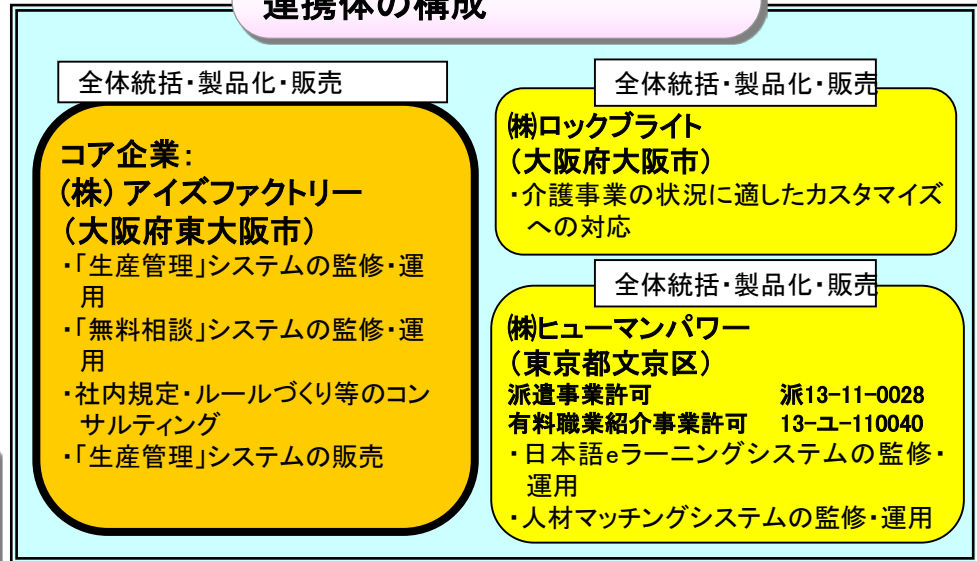 連携体の構成
全体統括・製品化・販売
コア企業：
(株) アイズファクトリー
（大阪府東大阪市）
・「生産管理」システムの監修・運
用
・「無料相談」システムの監修・運
用
・社内規定・ルールづくり等のコン
サルティング
・「生産管理」システムの販売
全体統括・製品化・販売
㈱ロックブライト
（大阪府大阪市）
・介護事業の状況に適したカスタマイズ
への対応
全体統括・製品化・販売
㈱ヒューマンパワー
（東京都文京区）
派遣事業許可 派13-11-0028
有料職業紹介事業許可 13-ユ-110040
・日本語eラーニングシステムの監修・
運用
・人材マッチングシステムの監修・運用